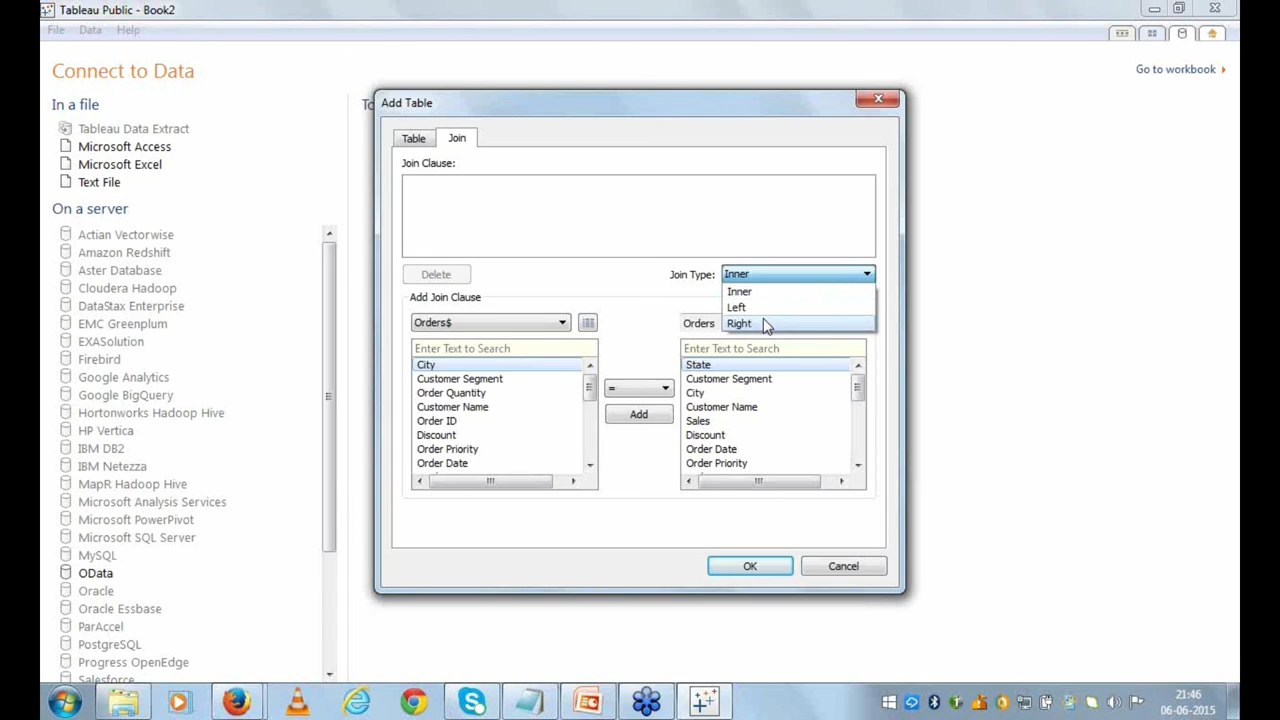 Tableau Public - Book2
File Data Help
Connect to Data
Go to workbook
In a file
Tableau Data Extract
Microsoft Access
Microsoft Excel
Text File
On a server
Actian Vectorwise
Amazon Redshift
Aster Database
Cloudera Hadoop
DataStax Enterprise
EMC Greenplum
EXASolution
Firebird
Google Analytics
Google BigQuery
Hortonworks Hadoop Hive
HP Vertica
IBM DB2
IBM Netezza
MapR Hadoop Hive
Microsoft Analysis Services
Microsoft PowerPivot
Microsoft SQL Server
MySQL
OData
Oracle
Oracle Essbase
ParAccel
PostgreSQL
Progress OpenEdge
Salesforce
Add Table
Table Join
Join Clause:
Delete
Join Type: Inner
Inner
Left
Right
Add Join Clause
Orders$
Enter Text to Search
City
Customer Segment
Order Quantity
Customer Name
Order ID
Discount
Order Priority
Order Date
=
Add
Orders
Enter Text to Search
State
Customer Segment
City
Customer Name
Sales
Discount
Order Date
Order Priority
OK Cancel
21:46
06-06-2015